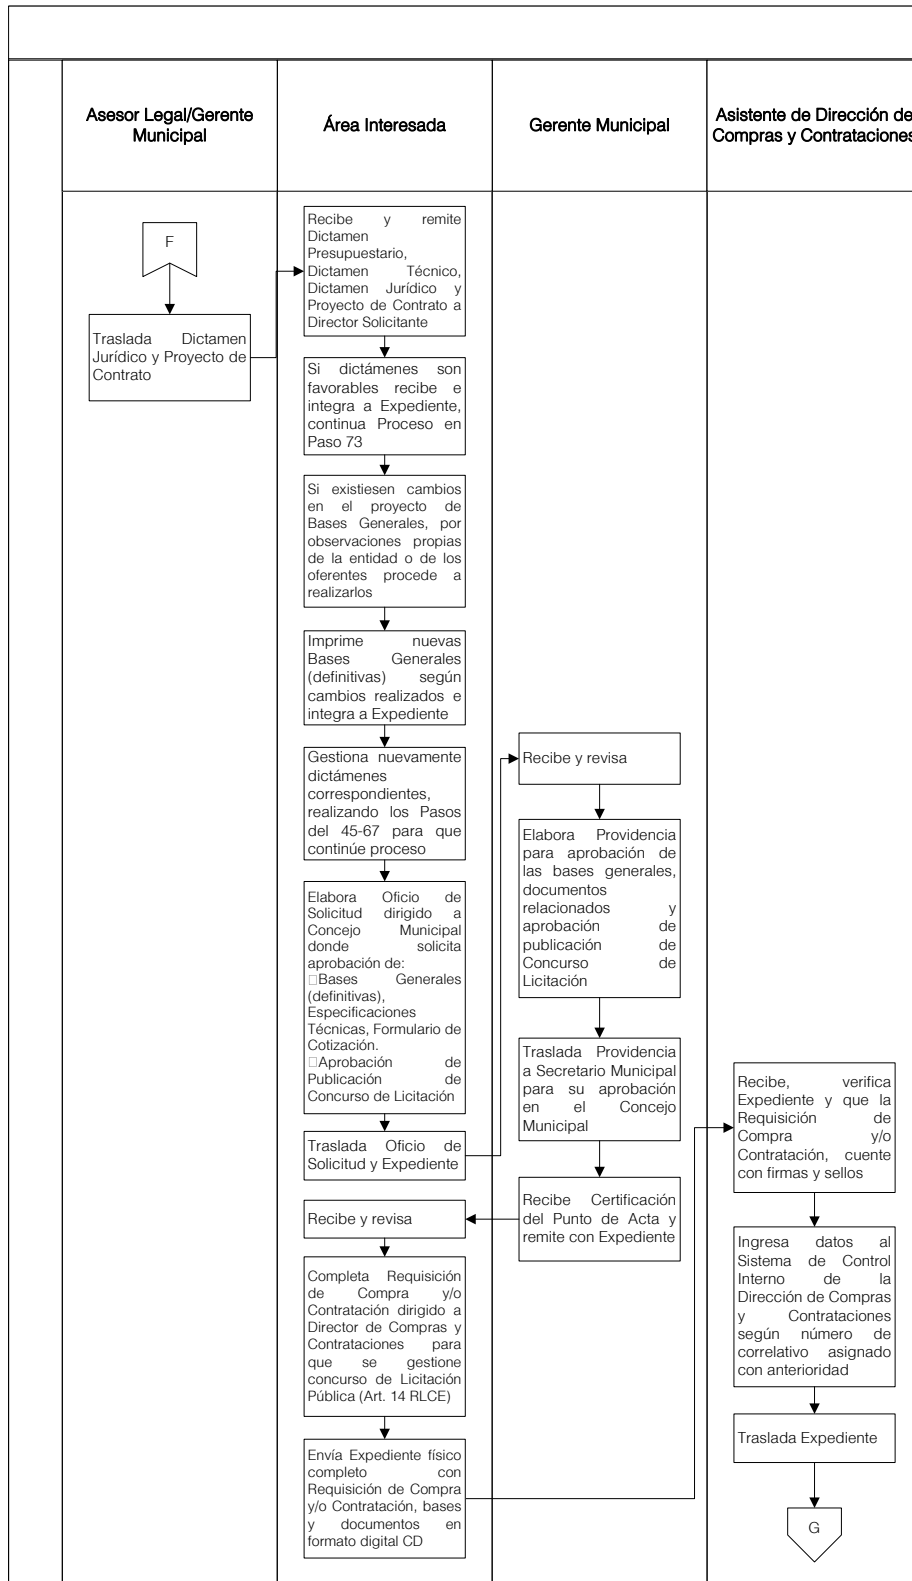 Asesor Legal/Gerente
Municipal
Área Interesada
Gerente Municipal
Asistente de Dirección de
Compras y Contrataciones
F
Traslada Dictamen
Jurídico y Proyecto de
Contrato
Recibe y remite
Dictamen
Presupuestario,
Dictamen Técnico,
Dictamen Jurídico y
Proyecto de Contrato a
Director Solicitante
Si dictámenes son
favorables recibe e
integra a Expediente,
continua Proceso en
Paso 73
Si existiesen cambios
en el proyecto de
Bases Generales, por
observaciones propias
de la entidad o de los
oferentes procede a
realizarlos
Imprime nuevas
Bases Generales
(definitivas) según
cambios realizados e
integra a Expediente
Gestiona nuevamente
dictámenes
correspondientes,
realizando los Pasos
del 45-67 para que
continúe proceso
Elabora Oficio de
Solicitud dirigido a
Concejo Municipal
donde solicita
aprobación de:
□Bases Generales
(definitivas),
Especificaciones
Técnicas, Formulario de
Cotización.
□Aprobación de
Publicación de
Concurso de Licitación
Traslada Oficio de
Solicitud y Expediente
Recibe y revisa
Elabora Providencia
para aprobación de
las bases generales,
documentos
relacionados y
aprobación de
publicación de
Concurso de
Licitación
Traslada Providencia
a Secretario Municipal
para su aprobación
en el Concejo
Municipal
Recibe Certificación
del Punto de Acta y
remite con Expediente
Recibe y revisa
Completa Requisición
de Compra y/o
Contratación dirigido a
Director de Compras y
Contrataciones para
que se gestione
concurso de Licitación
Pública (Art. 14 RLCE)
Envía Expediente físico
completo con
Requisición de Compra
y/o Contratación, bases
y documentos en
formato digital CD
Recibe, verifica
Expediente y que la
Requisición de
Compra y/o
Contratación, cuente
con firmas y sellos
Ingresa datos al
Sistema de Control
Interno de la
Dirección de Compras
y Contrataciones
según número de
correlativo asignado
con anterioridad
Traslada Expediente
G